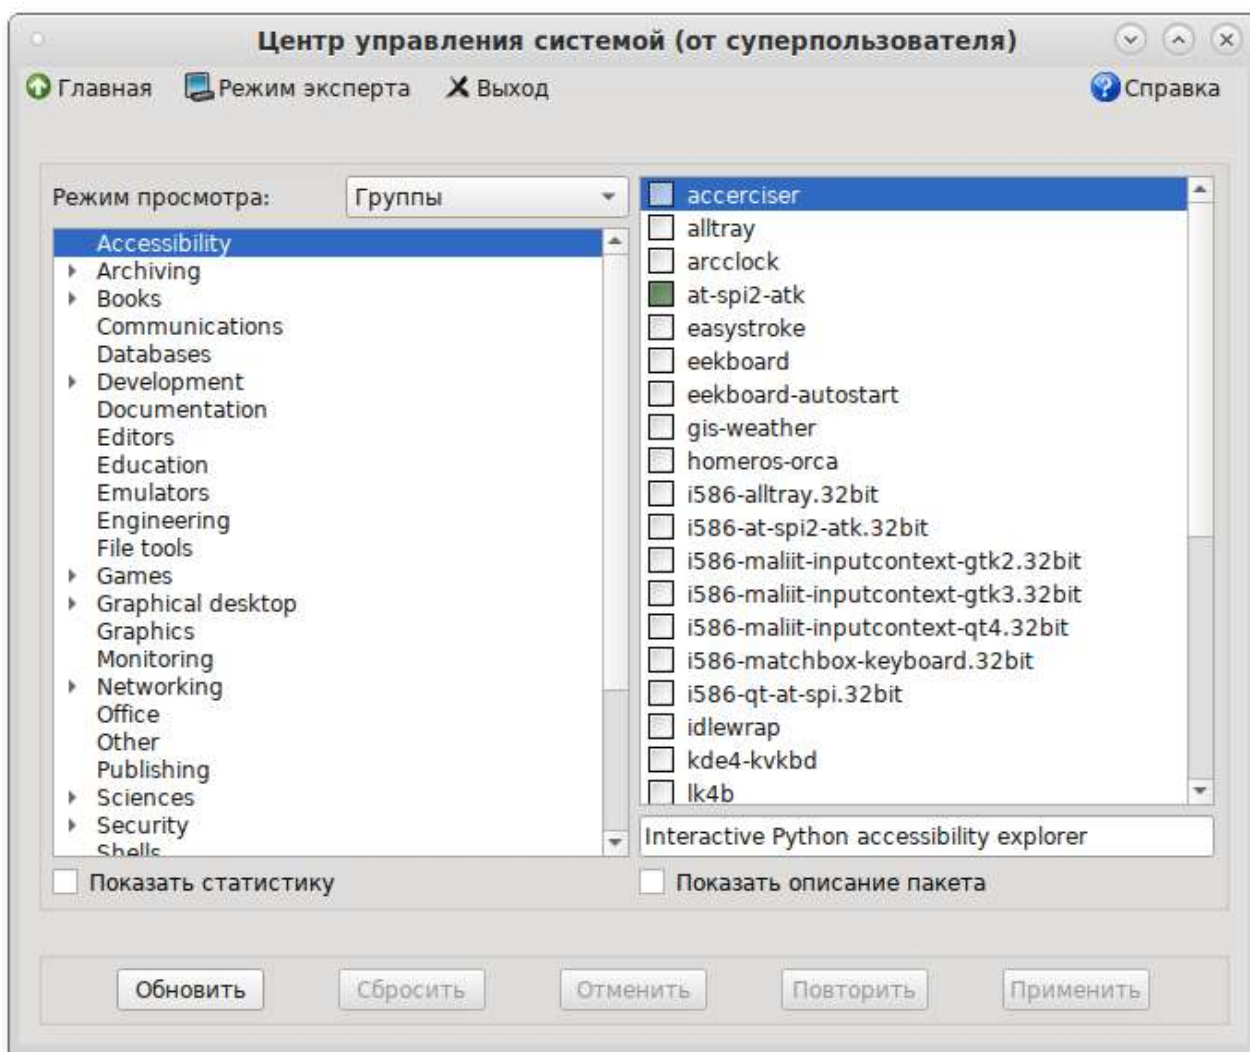 Центр управления системой (от суперпользователя)
Главная Режим эксперта Выход Справка
Режим просмотра: Группы
Accessibility
Archiving
Books
Communications
Databases
Development
Documentation
Editors
Education
Emulators
Engineering
File tools
Games
Graphical desktop
Graphics
Monitoring
Networking
Office
Other
Publishing
Sciences
Security
Shells
Показать статистику
accerciser
alltray
arcclock
at-spi2-atk
easystroke
eekboard
eekboard-autostart
gis-weather
homeros-orca
i586-alltray.32bit
i586-at-spi2-atk.32bit
i586-maliit-inputcontext-gtk2.32bit
i586-maliit-inputcontext-gtk3.32bit
i586-maliit-inputcontext-qt4.32bit
i586-matchbox-keyboard.32bit
i586-qt-at-spi.32bit
idlewrap
kde4-kvkbd
lk4b
Interactive Python accessibility explorer
Показать описание пакета
Обновить Сбросить Отменить Повторить Применить